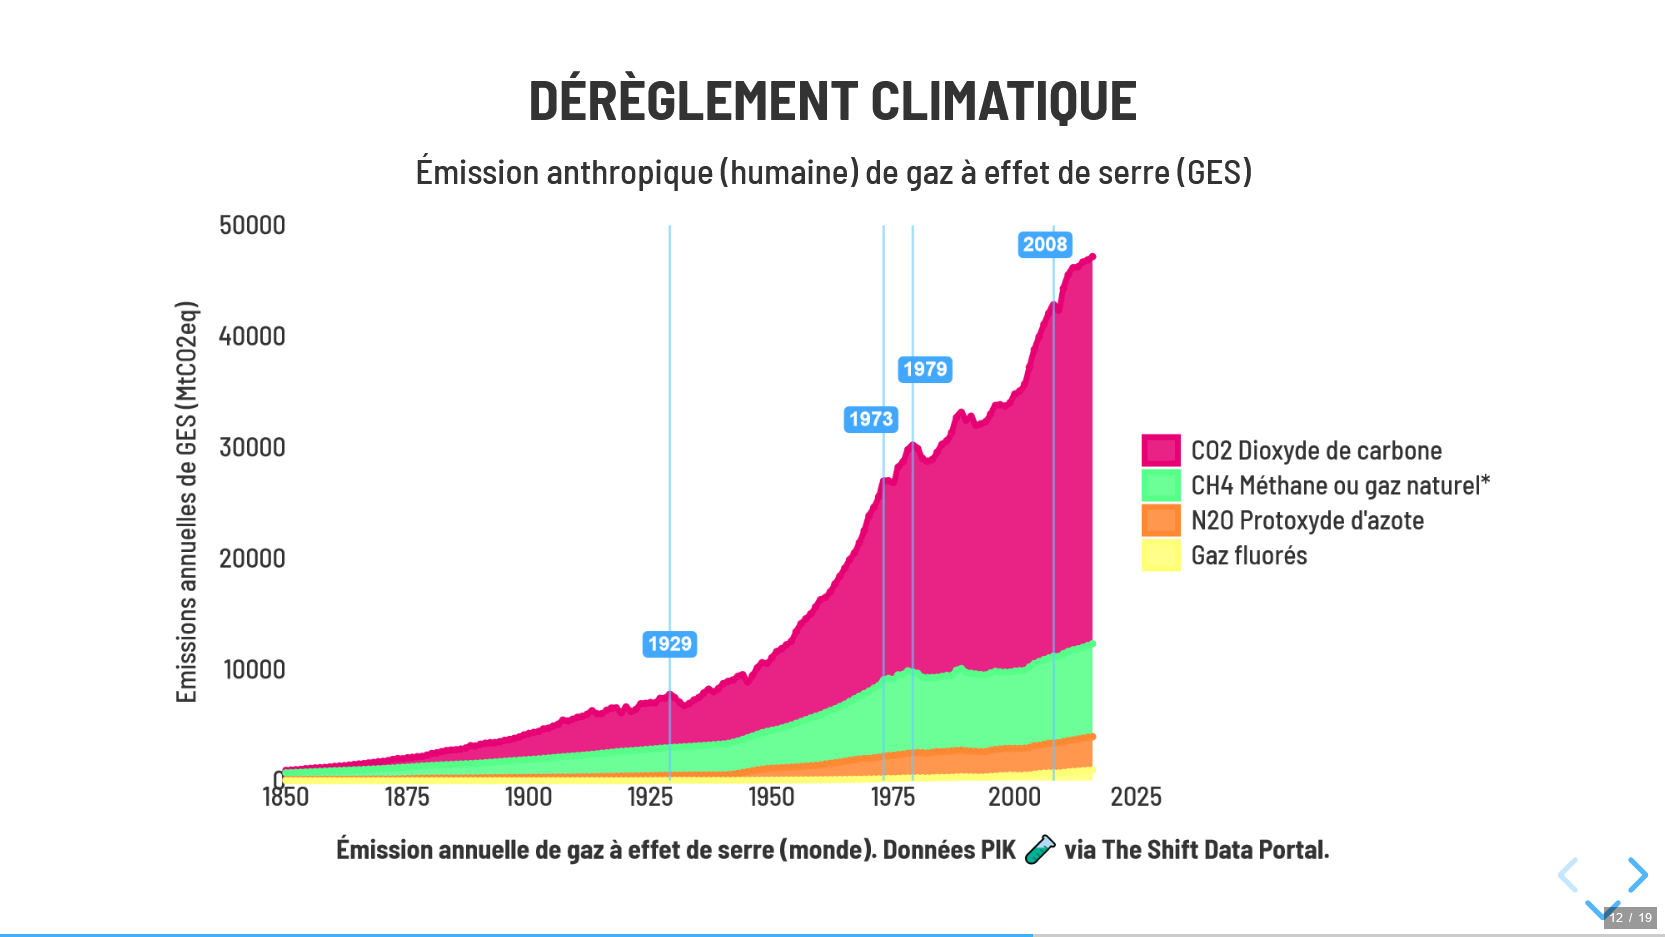 DÉRÈGLEMENT CLIMATIQUE
Émission anthropique (humaine) de gaz à effet de serre (GES)
Emissions annuelles de GES (MtCO2eq)
50000
40000
30000
20000
10000
0
1850
1875
1900
1925
1950
1975
2000
2025
1929
1973
1979
2008
CO2 Dioxyde de carbone
CH4 Méthane ou gaz naturel*
N2O Protoxyde d'azote
Gaz fluorés
Émission annuelle de gaz à effet de serre (monde). Données PIK via The Shift Data Portal.
12 / 19